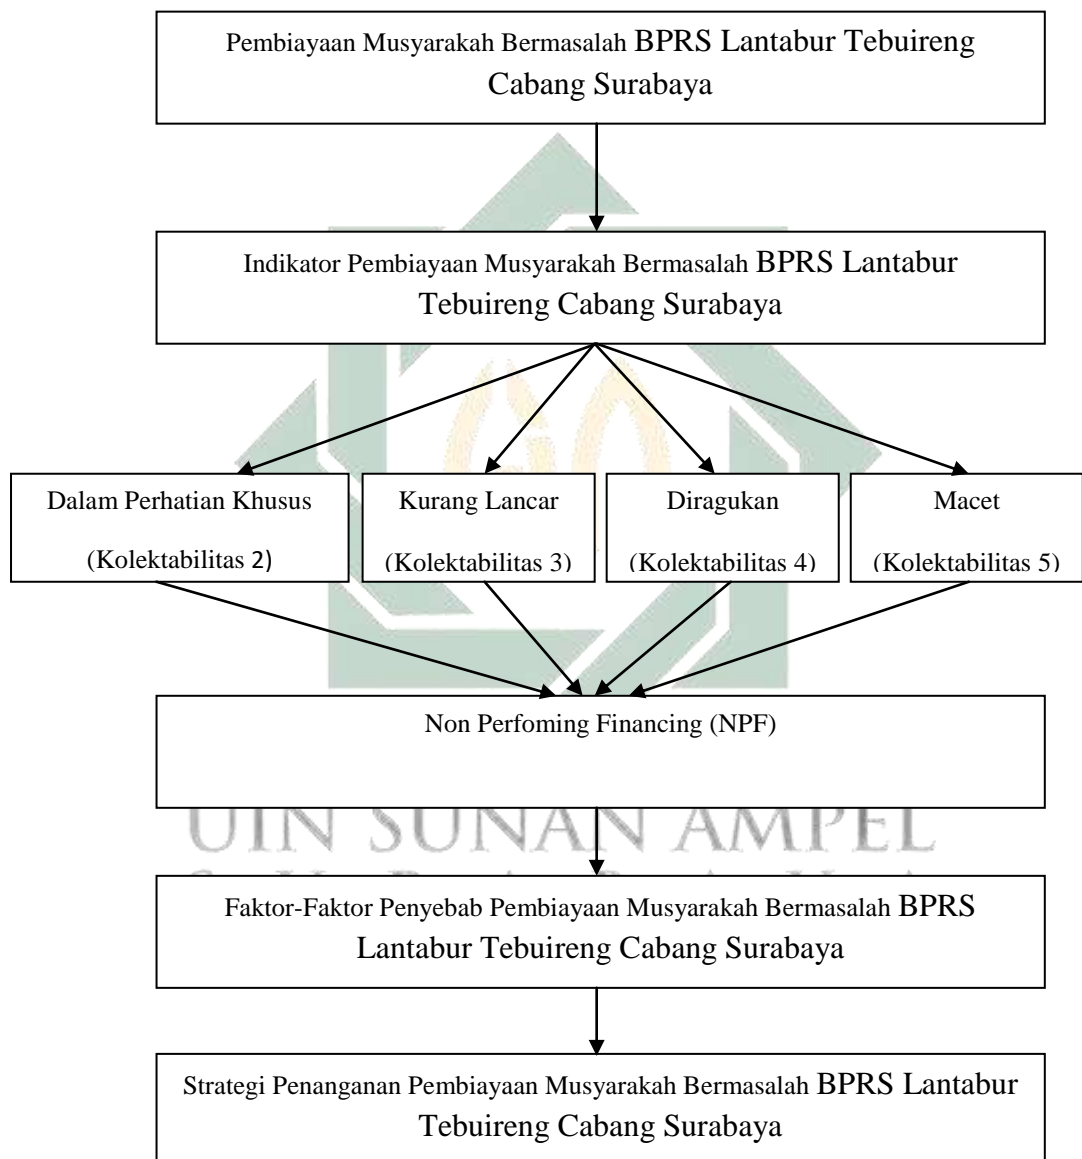 Pembiayaan Musyarakah Bermasalah BPRS Lantabur Tebuireng
Cabang Surabaya
Indikator Pembiayaan Musyarakah Bermasalah BPRS Lantabur
Tebuireng Cabang Surabaya
Dalam Perhatian Khusus
(Kolektabilitas 2)
Kurang Lancar
(Kolektabilitas 3)
Diragukan
(Kolektabilitas 4)
Macet
(Kolektabilitas 5)
Non Perfoming Financing (NPF)
UIN SUNAN AMPEL
Faktor-Faktor Penyebab Pembiayaan Musyarakah Bermasalah BPRS
Lantabur Tebuireng Cabang Surabaya
Strategi Penanganan Pembiayaan Musyarakah Bermasalah BPRS Lantabur
Tebuireng Cabang Surabaya